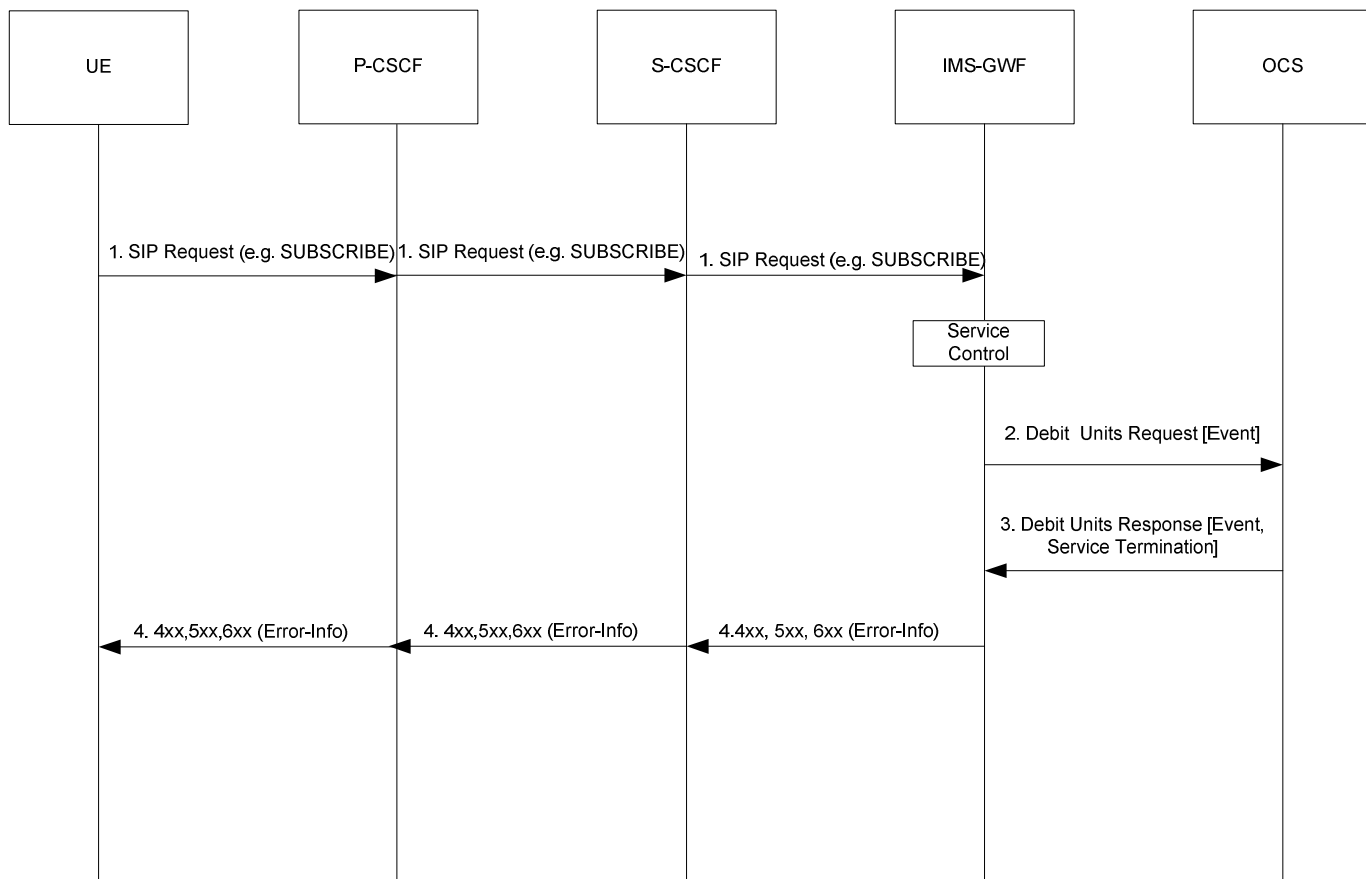 UE
P-CSCF
S-CSCF
IMS-GWF
OCS
1. SIP Request (e.g. SUBSCRIBE)
1. SIP Request (e.g. SUBSCRIBE)
1. SIP Request (e.g. SUBSCRIBE)
Service
Control
2. Debit Units Request [Event]
3. Debit Units Response [Event,
Service Termination]
4. 4xx,5xx,6xx (Error-Info)
4. 4xx,5xx,6xx (Error-Info)
4.4xx, 5xx, 6xx (Error-Info)